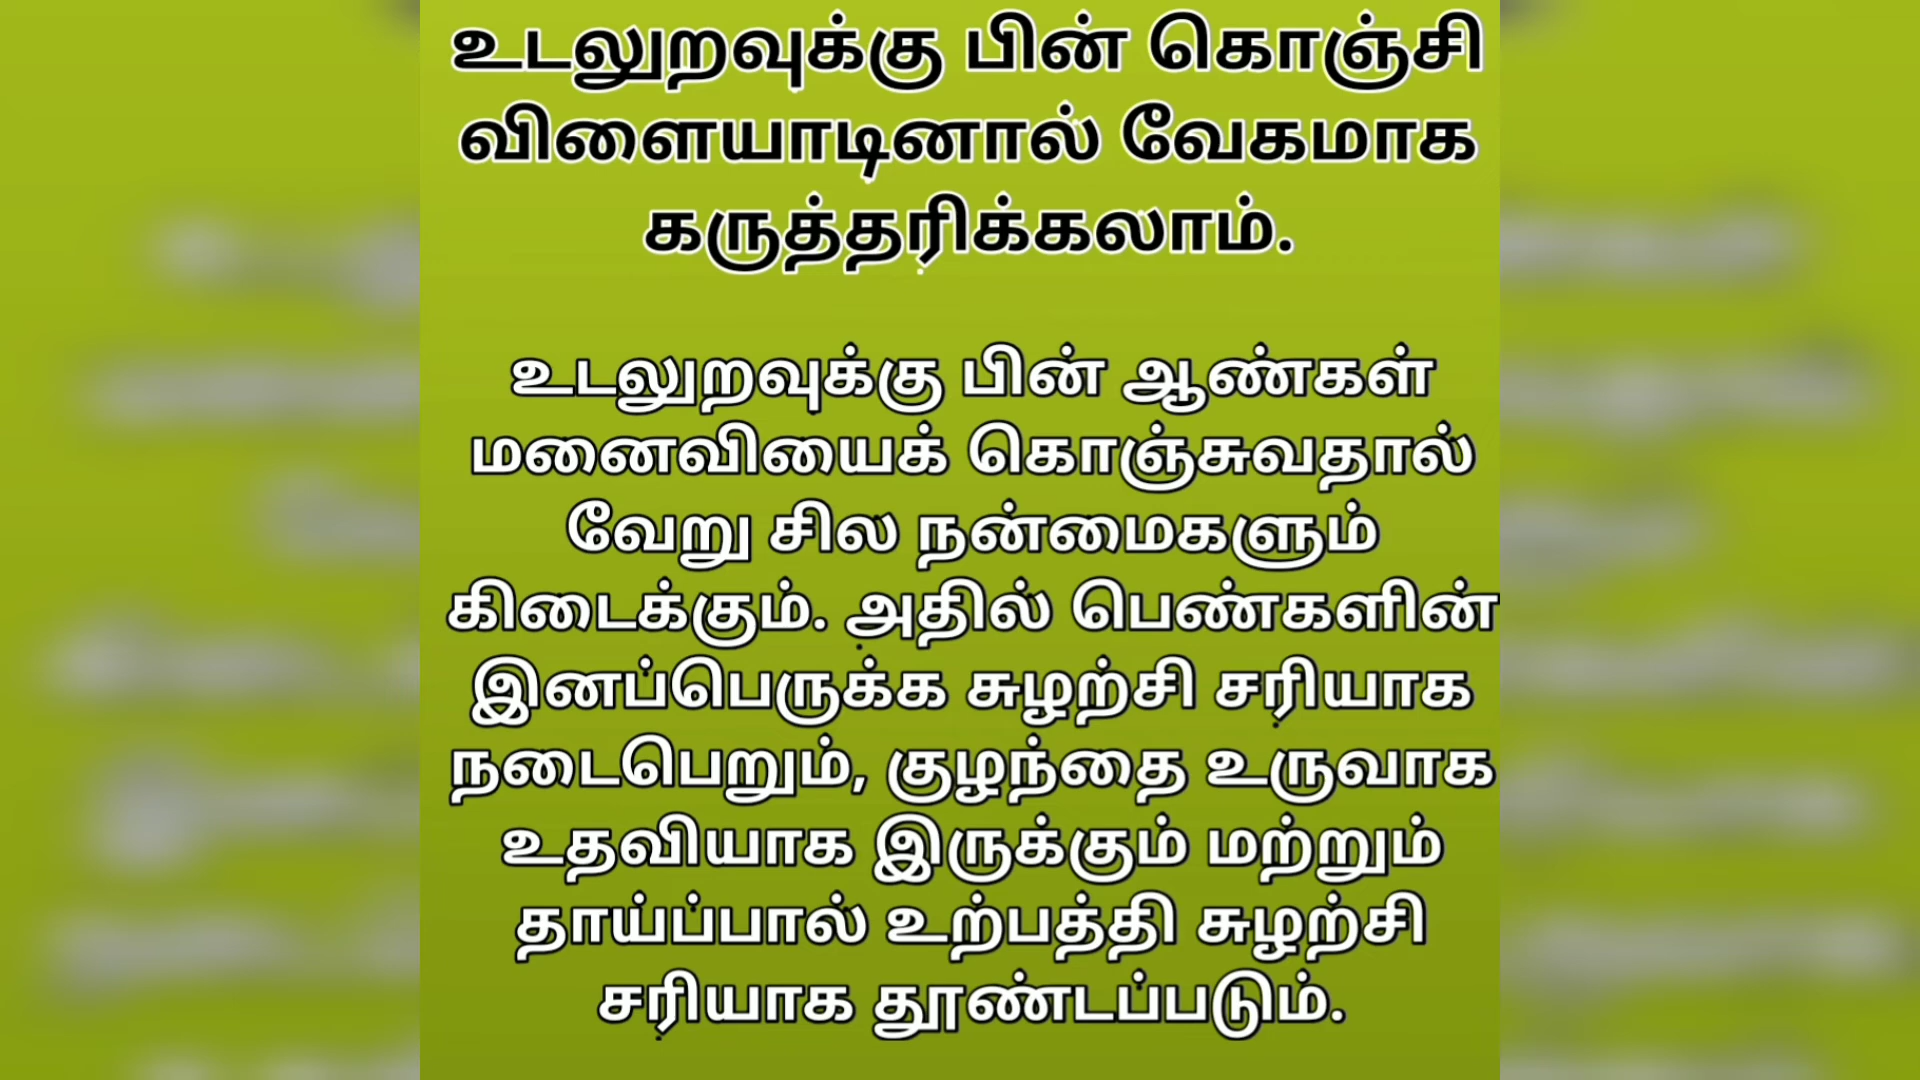 உடலுறவுக்கு பின் கொஞ்சி
விளையாடினால் வேகமாக
கருத்தரிக்கலாம்.
உடலுறவுக்கு பின் ஆண்கள்
மனைவியைக் கொஞ்சுவதால்
வேறு சில நன்மைகளும்
கிடைக்கும். அதில் பெண்களின்
இனப்பெருக்க சுழற்சி சரியாக
நடைபெறும், குழந்தை உருவாக
உதவியாக இருக்கும் மற்றும்
தாய்ப்பால் உற்பத்தி சுழற்சி
சரியாக தூண்டப்படும்.